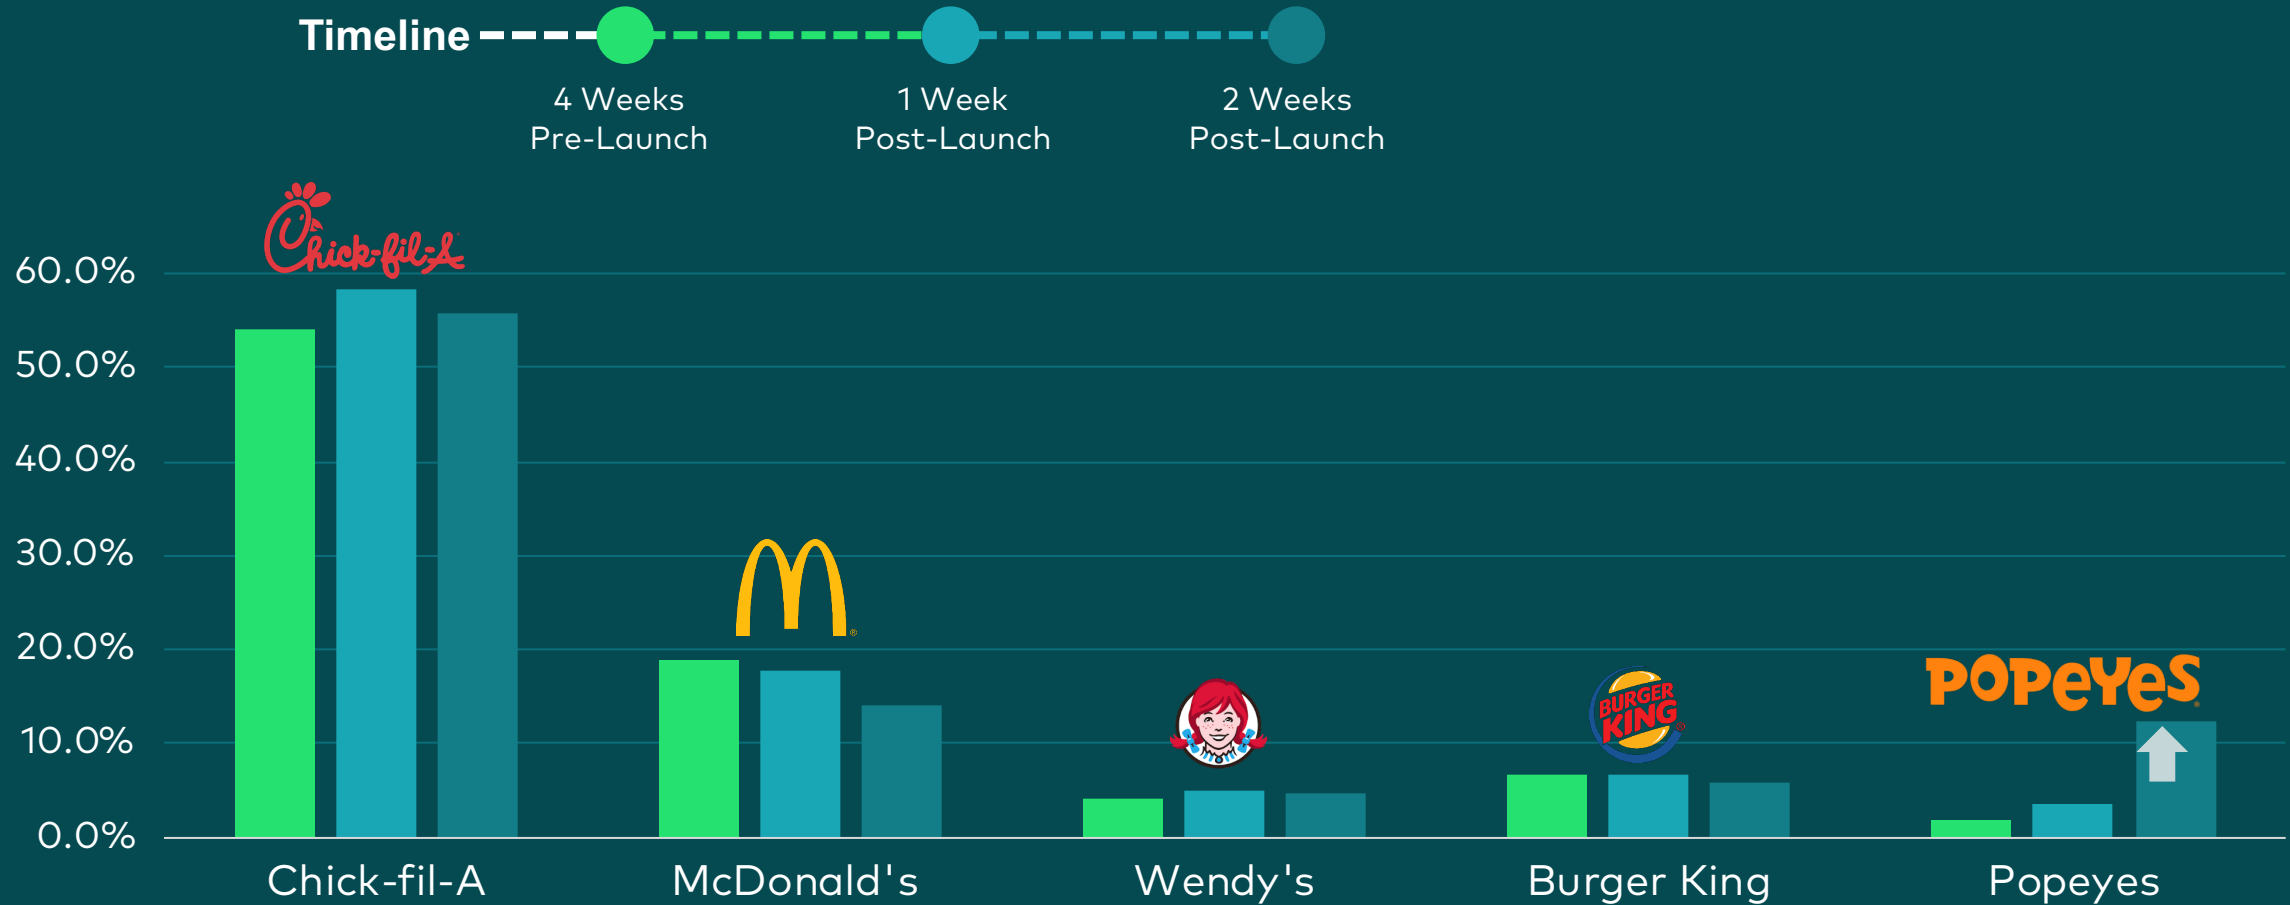 Timeline
4 Weeks
Pre-Launch
1 Week
Post-Launch
2 Weeks
Post-Launch
Chick-fil-A
60.0%
50.0%
40.0%
30.0%
20.0%
10.0%
0.0%
®
BURGER
KING
®
POPEYES
Chick-fil-A
McDonald's
Wendy's
Burger King
Popeyes